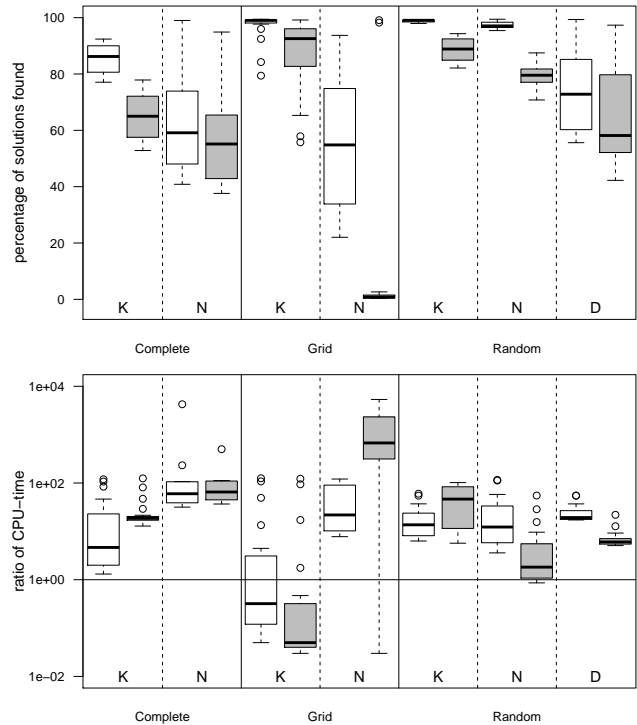 percentage of solutions found
100
80
60
40
20
0
K N K N K N D
Complete Grid Random
ratio of CPU−time
1e+04
1e+02
1e+00
1e−02
K N K N K N D
Complete Grid Random